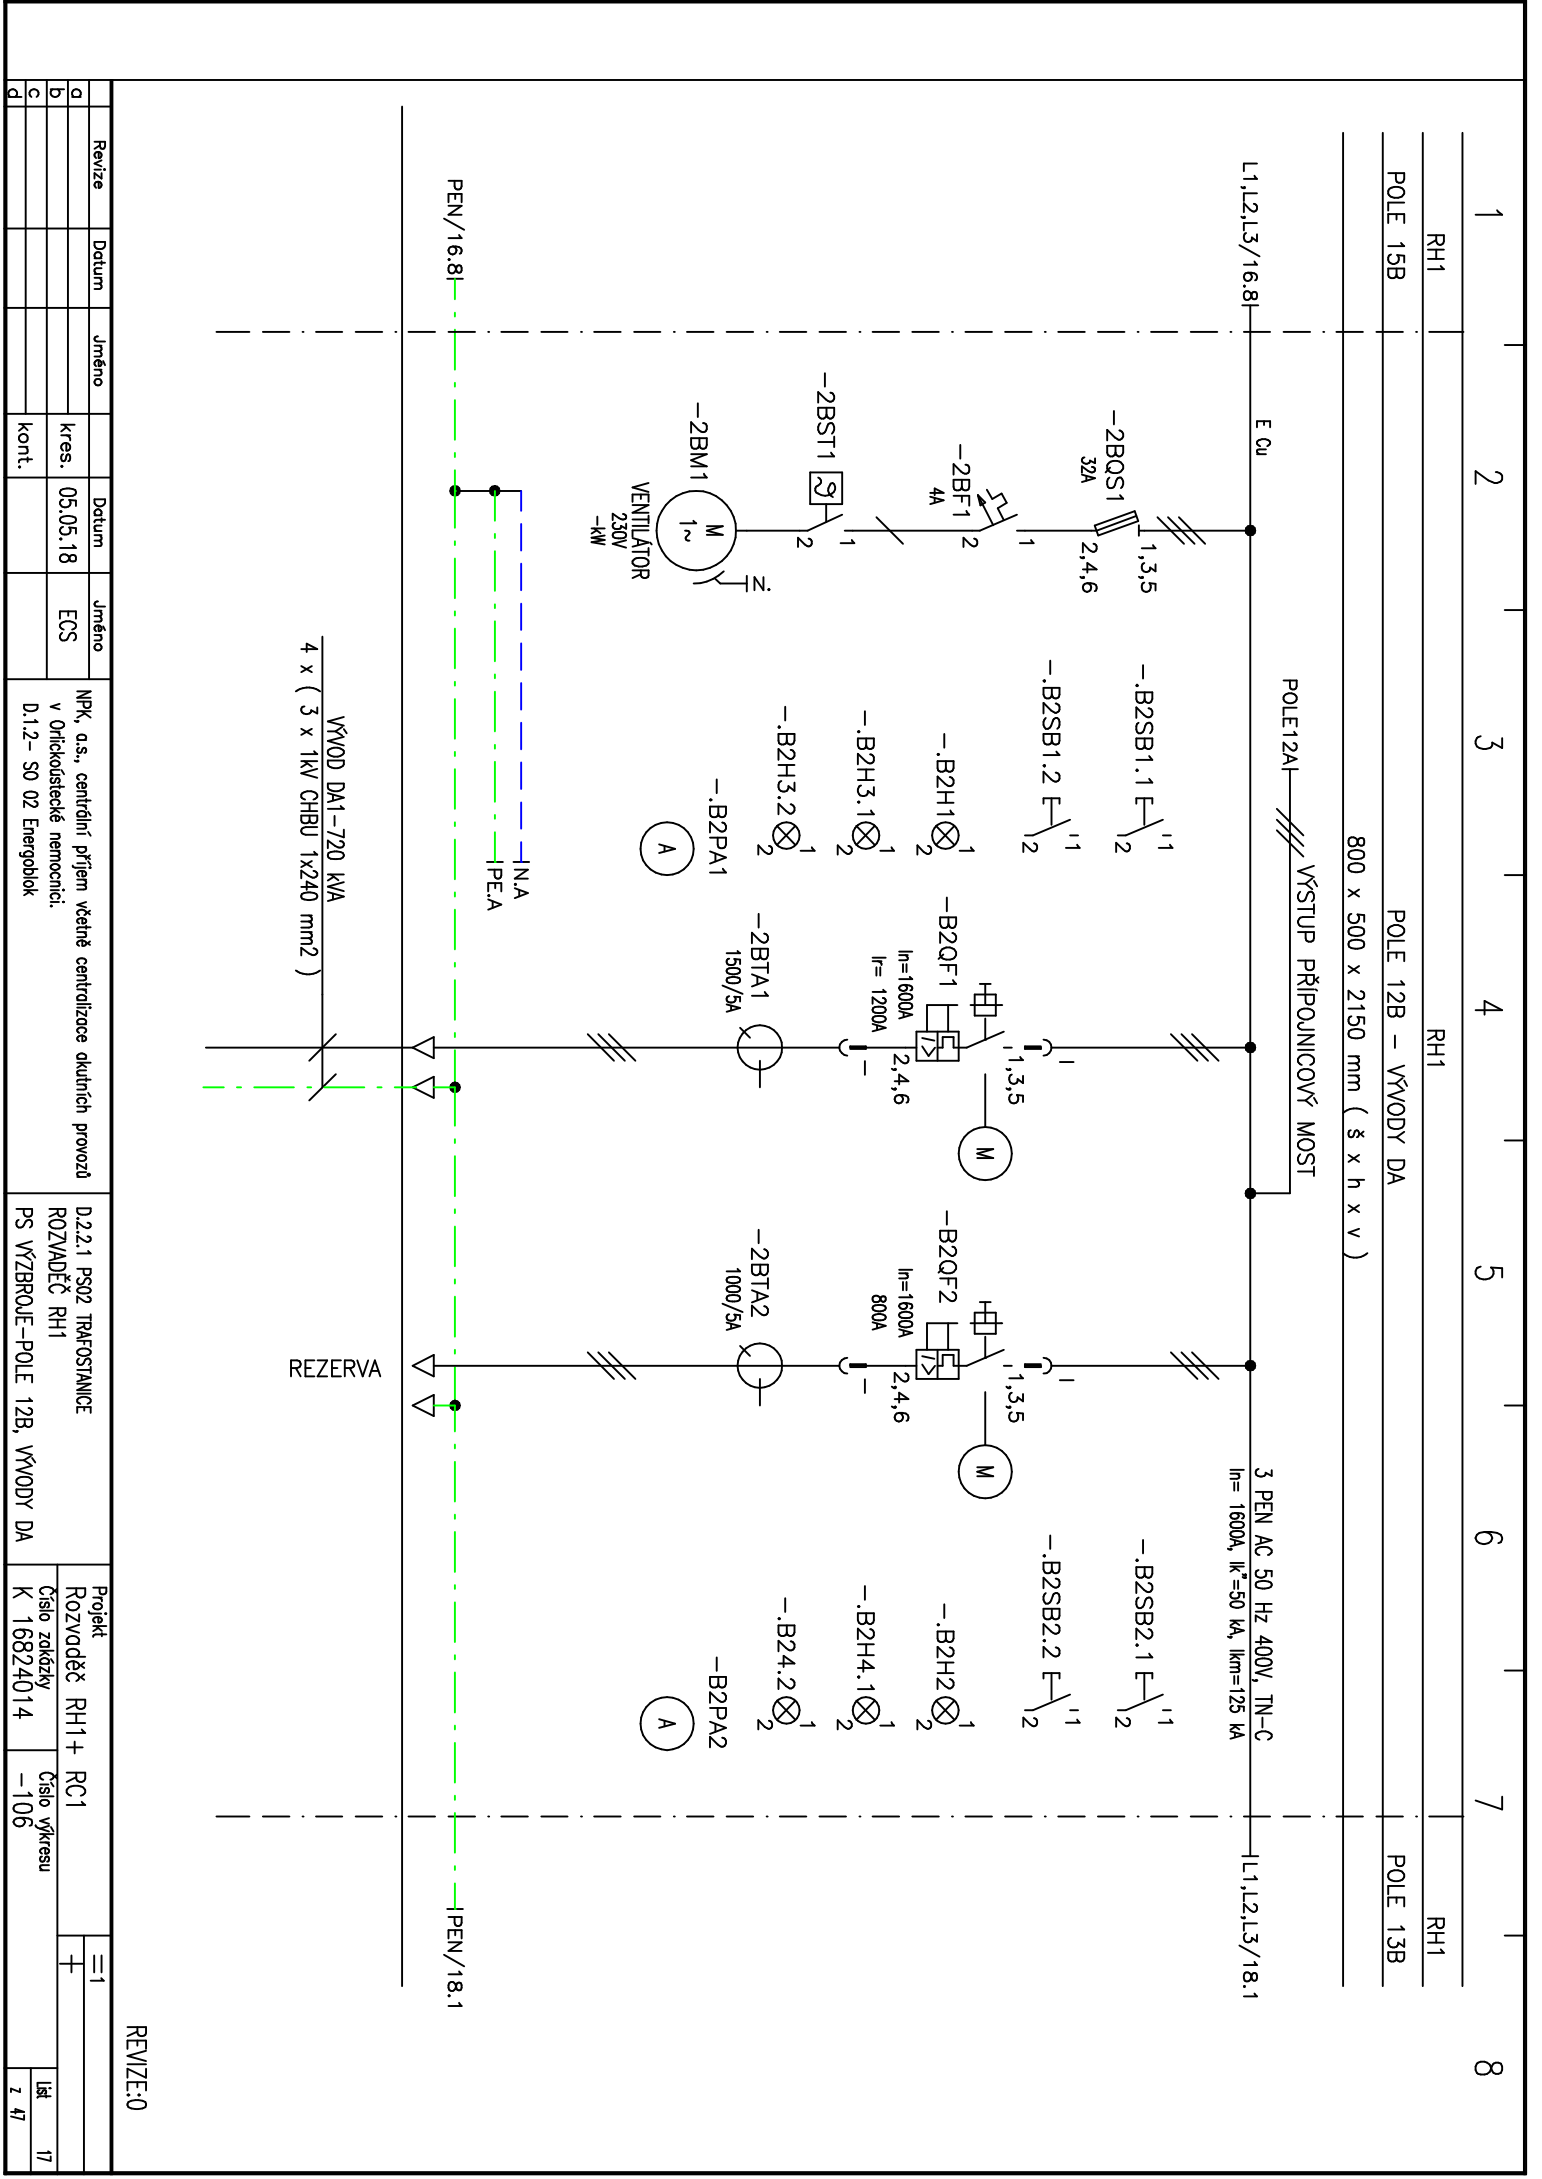 1 2 3 4 5 6 7 8
RH1 RH1 RH1
POLE 15B POLE 12B – VÝVODY DA POLE 13B
800 x 500 x 2150 mm ( š x h x v )
POLE12A VÝSTUP PŘÍPOJNICOVÝ MOST
L1,L2,L3/16.8
E Cu
3 PEN AC 50 Hz 400V, TN-C
In= 1600A, Ik"=50 kA, Ikm=125 kA
L1,L2,L3/18.1
-2BQS1
32A
1,3,5
2,4,6
-2BF1
4A
1
2
-2BST1
1
2
-2BM1
M
1~
N.
VENTILÁTOR
230V
-kW
-.B2SB1.1
1
2
-.B2SB1.2
1
2
-.B2H1
1
2
-.B2H3.1
1
2
-.B2H3.2
1
2
-.B2PA1
A
-B2QF1
In=1600A
Ir= 1200A
I
1,3,5
2,4,6
I
M
I>
-2BTA1
1500/5A
-B2QF2
In=1600A
800A
I
1,3,5
2,4,6
I
M
I>
-2BTA2
1000/5A
-.B2SB2.1
1
2
-.B2SB2.2
1
2
-.B2H2
1
2
-.B2H4.1
1
2
-.B24.2
1
2
-B2PA2
A
N.A
PE.A
PEN/16.8
PEN/18.1
VÝVOD DA1-720 kVA
4 x ( 3 x 1kV CHBU 1x240 mm2 )
REZERVA
REVIZE:0
Revize Datum Jméno Datum Jméno
a
b
c
d
kres. 05.05.18 ECS
kont.
NPK, a.s., centrální příjem včetně centralizace akutních provozů
v Orlickoústecké nemocnici.
D.1.2- SO 02 Energoblok
D.2.2.1 PS02 TRAFOSTANICE
ROZVADĚČ RH1
PS VÝZBROJE-POLE 12B, VÝVODY DA
Projekt
Rozvaděč RH1+ RC1
Číslo zakázky
K 16824014
Číslo výkresu
-106
=1
+
List 17
z 47